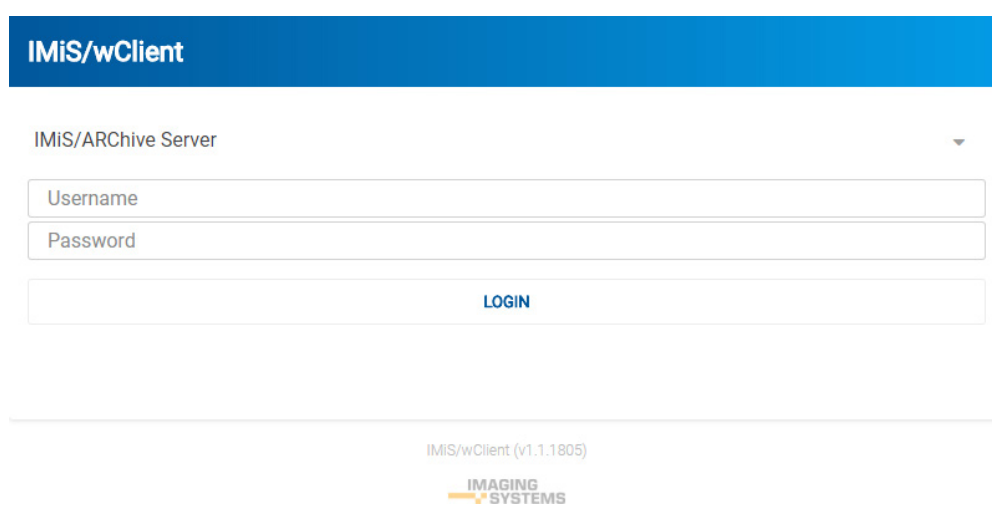 IMiS/wClient
IMiS/ARChive Server
Username
Password
LOGIN
IMiS/wClient (v1.1.1805)
IMAGING
SYSTEMS